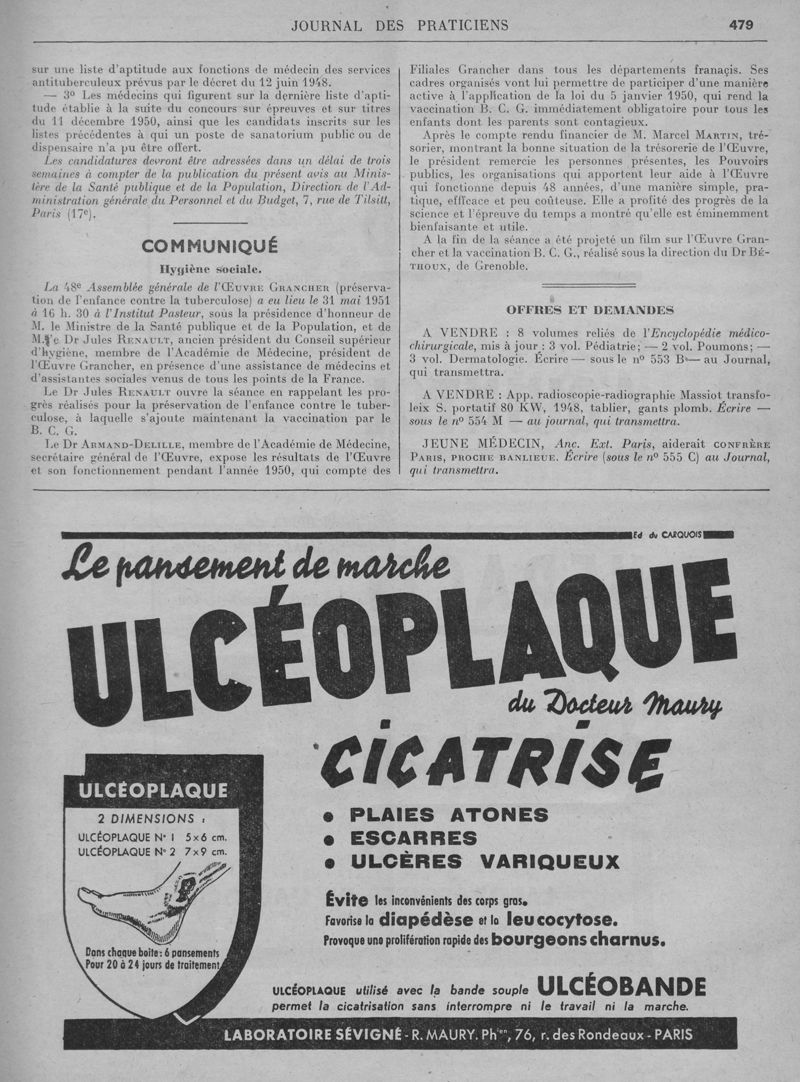 JOURNAL DES PRATICIENS
479
sur une liste d'aptitude aux fonctions de médecin des services
antituberculeux prévus par le décret du 12 juin 1948.
— 3º Les médecins qui figurent sur la dernière liste d'apti-
tude établie à la suite du concours sur épreuves et sur titres
du 11 décembre 1950, ainsi que les candidats inscrits sur les
listes précédentes à qui un poste de sanatorium public ou de
dispensaire n'a pu être offert.
Les candidatures devront être adressées dans un délai de trois
semaines à compter de la publication du présent avis au Minis-
tère de la Santé publique et de la Population, Direction de l'Ad-
ministration générale du Personnel et du Budget, 7, rue de Tilsitt,
Paris (17e).
COMMUNIQUÉ
Hygiène sociale.
La 48e Assemblée générale de l'ŒUVRE GRANCHER (préserva-
tion de l'enfance contre la tuberculose) a eu lieu le 31 mai 1951
à 16 h. 30 à l'Institut Pasteur, sous la présidence d'honneur de
M. le Ministre de la Santé publique et de la Population, et de
M. le Dr Jules RENAULT, ancien président du Conseil supérieur
d'hygiène, membre de l'Académie de Médecine, président de
l'Œuvre Grancher, en présence d'une assistance de médecins et
d'assistantes sociales venus de tous les points de la France.
Le Dr Jules RENAULT ouvre la séance en rappelant les pro-
grès réalisés pour la préservation de l'enfance contre le tuber-
culose, à laquelle s'ajoute maintenant la vaccination par le
B. C. G.
Le Dr ARMAND-DELILLE, membre de l'Académie de Médecine,
secrétaire général de l'Œuvre, expose les résultats de l'Œuvre
et son fonctionnement pendant l'année 1950, qui compte des
Filiales Grancher dans tous les départements franaçis. Ses
cadres organisés vont lui permettre de participer d'une manière
active à l'application de la loi du 5 janvier 1950, qui rend la
vaccination B. C. G. immédiatement obligatoire pour tous les
enfants dont les parents sont contagieux.
Après le compte rendu financier de M. Marcel MARTIN, tré-
sorier, montrant la bonne situation de la trésorerie de l'Œuvre,
le président remercie les personnes présentes, les Pouvoirs
publics, les organisations qui apportent leur aide à l'Œuvre
qui fonctionne depuis 48 années, d'une manière simple, pra-
tique, efficace et peu coûteuse. Elle a profité des progrès de la
science et l'épreuve du temps a montré qu'elle est éminemment
bienfaisante et utile.
A la fin de la séance a été projeté un film sur l'Œuvre Gran-
cher et la vaccination B. C. G., réalisé sous la direction du Dr BÉ-
THOUX, de Grenoble.
OFFRES ET DEMANDES
A VENDRE : 8 volumes reliés de l'Encyclopédie médico-
chirurgicale, mis à jour : 3 vol. Pédiatrie; — 2 vol. Poumons; —
3 vol. Dermatologie. Écrire — sous le nº 553 B — au Journal,
qui transmettra.
A VENDRE : App. radioscopie-radiographie Massiot transfo-
leix S. portatif 80 KW, 1948, tablier, gants plomb. Écrire —
sous le nº 554 M — au journal, qui transmettra.
JEUNE MÉDECIN, Anc. Ext. Paris, aiderait CONFRÈRE
PARIS, PROCHE BANLIEUE. Écrire (sous le nº 555 C) au Journal,
qui transmettra.
Ed du CARQUOIS
Le pansement de marche
ULCÉOPLAQUE
du Docteur Maury
CICATRISE
• PLAIES ATONES
• ESCARRES
• ULCÈRES VARIQUEUX
ULCÉOPLAQUE
2 DIMENSIONS :
ULCÉOPLAQUE Nº 1 5x6 cm.
ULCÉOPLAQUE Nº 2 7x9 cm.
Dans chaque boite : 6 pansements
Pour 20 à 24 jours de traitement
Évite les inconvénients des corps gras.
Favorise la diapédèse et la leucocytose.
Provoque une prolifération rapide des bourgeons charnus.
ULCÉOPLAQUE utilisé avec la bande souple ULCÉOBANDE
permet la cicatrisation sans interrompre ni le travail ni la marche.
LABORATOIRE SÉVIGNÉ - R. MAURY. Phien, 76, r. des Rondeaux - PARIS